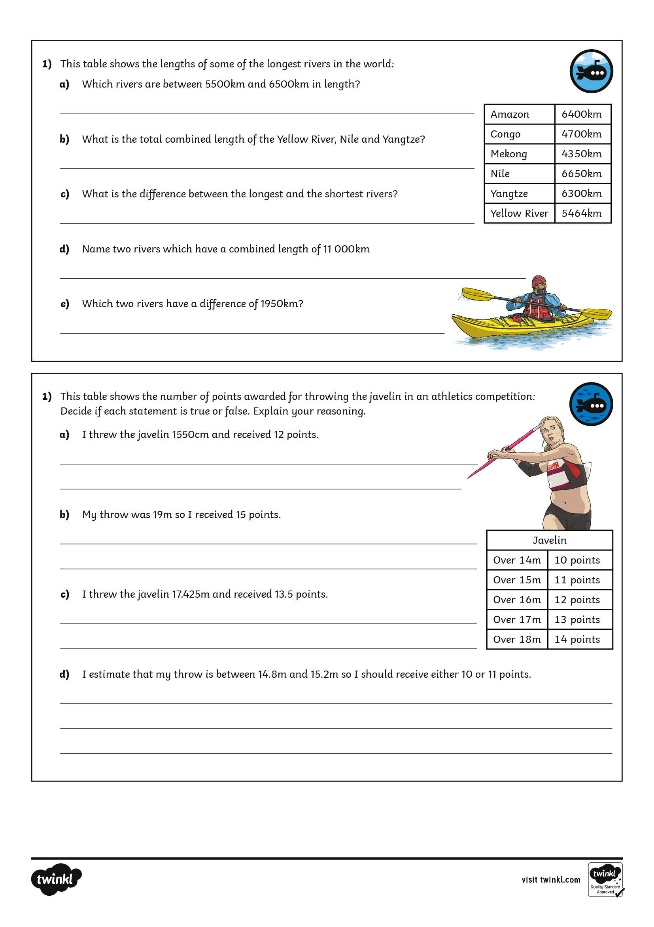 1) This table shows the lengths of some of the longest rivers in the world:
a) Which rivers are between 5500km and 6500km in length?
Amazon 6400km
Congo 4700km
b) What is the total combined length of the Yellow River, Nile and Yangtze?
Mekong 4350km
Nile 6650km
c) What is the difference between the longest and the shortest rivers?
Yangtze 6300km
Yellow River 5464km
d) Name two rivers which have a combined length of 11 000km
e) Which two rivers have a difference of 1950km?
1) This table shows the number of points awarded for throwing the javelin in an athletics competition:
Decide if each statement is true or false. Explain your reasoning.
a) I threw the javelin 1550cm and received 12 points.
b) My throw was 19m so I received 15 points.
Javelin
Over 14m 10 points
Over 15m 11 points
c) I threw the javelin 17.425m and received 13.5 points.
Over 16m 12 points
Over 17m 13 points
Over 18m 14 points
d) I estimate that my throw is between 14.8m and 15.2m so I should receive either 10 or 11 points.
twinkl
visit twinkl.com
twinkl
Quality Standard
Approved